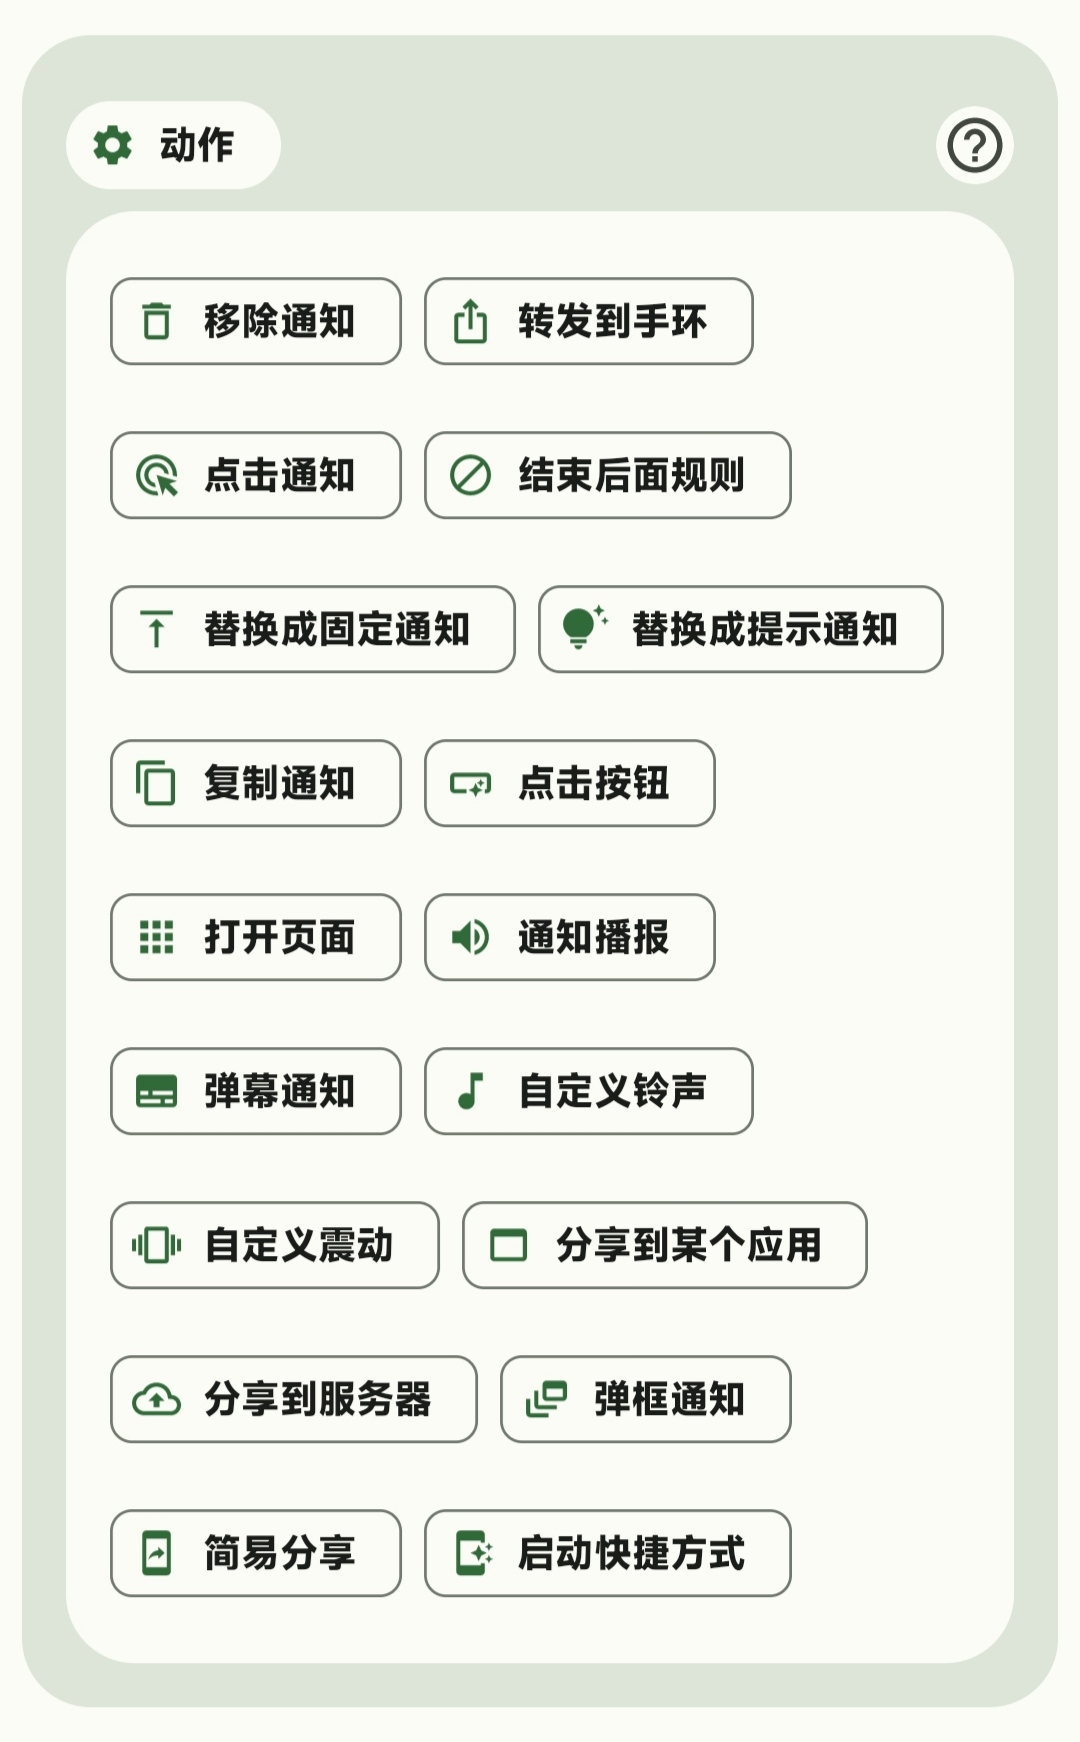 动作
移除通知 转发到手环
点击通知 结束后面规则
替换成固定通知 替换成提示通知
复制通知 点击按钮
打开页面 通知播报
弹幕通知 自定义铃声
自定义震动 分享到某个应用
分享到服务器 弹框通知
简易分享 启动快捷方式